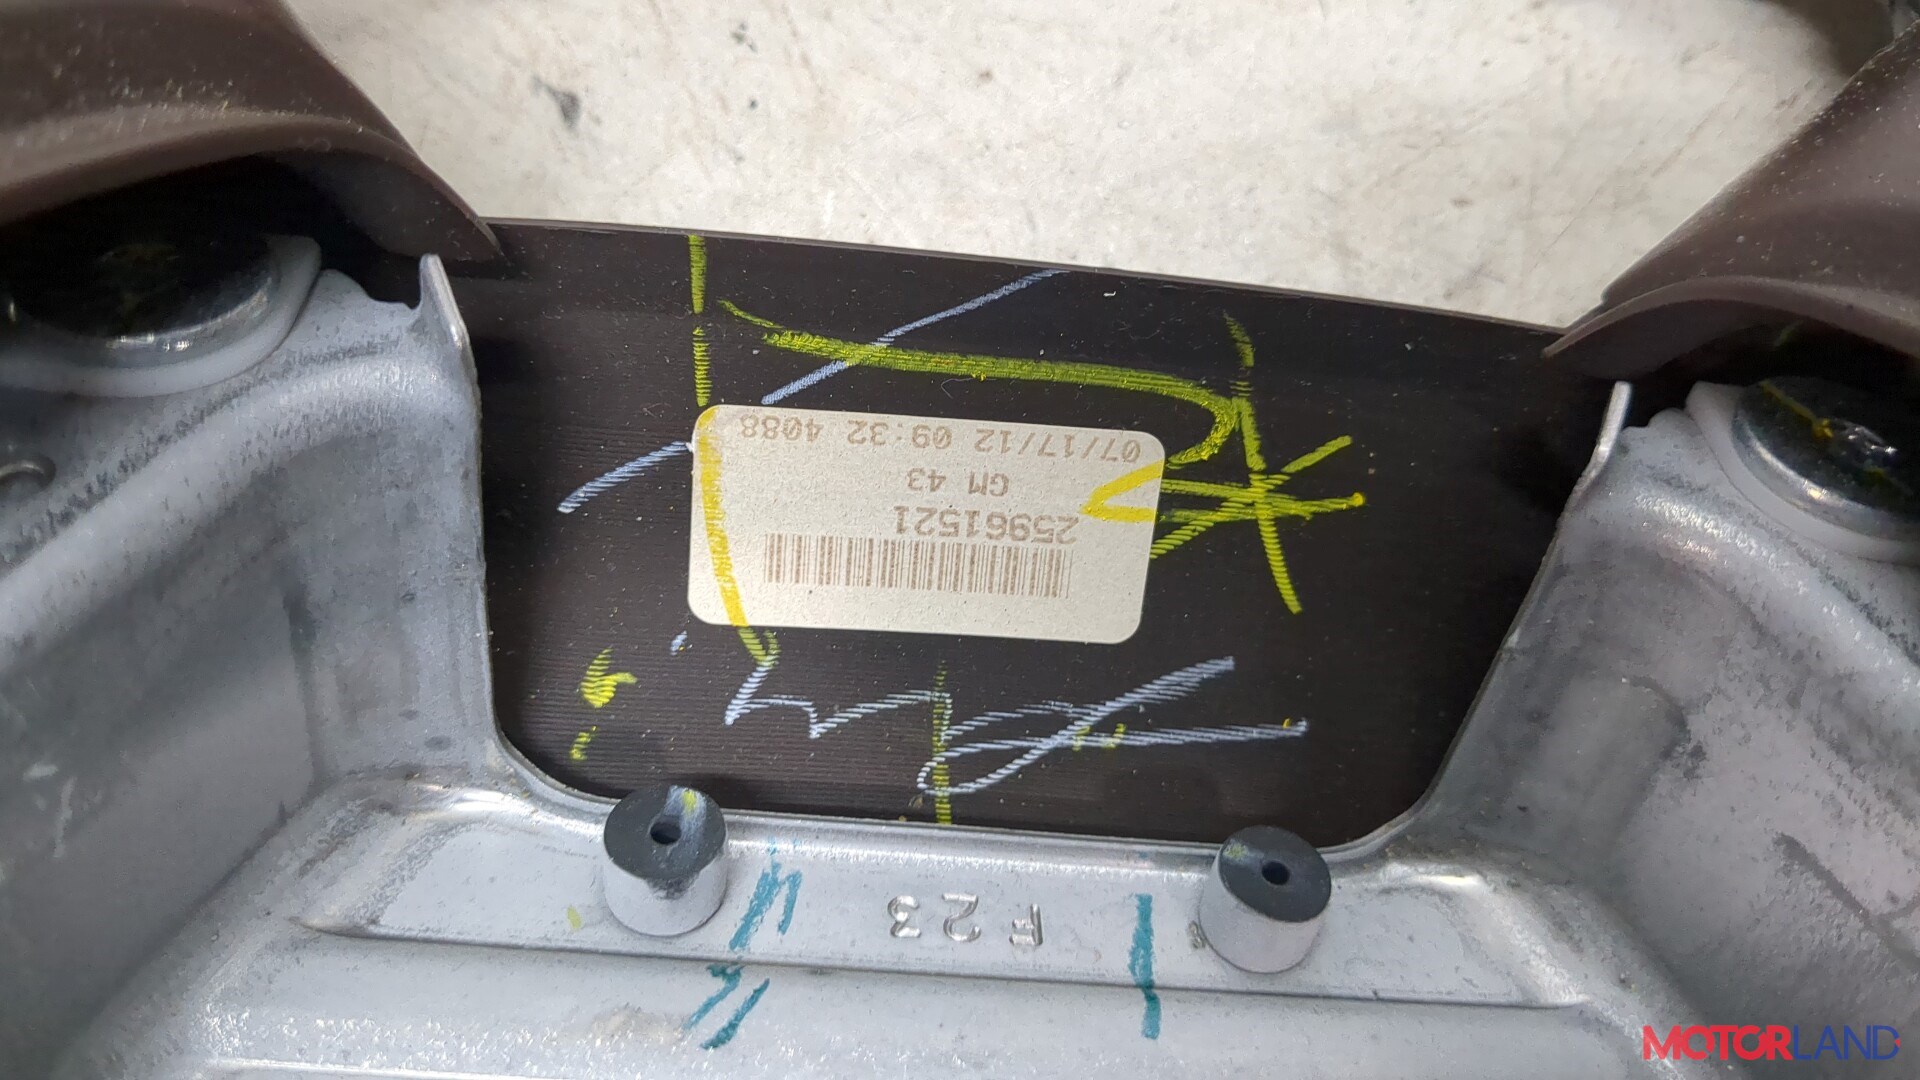 25961521
GM 43
07/17/12 09:32 4088
F23
MOTORLAND